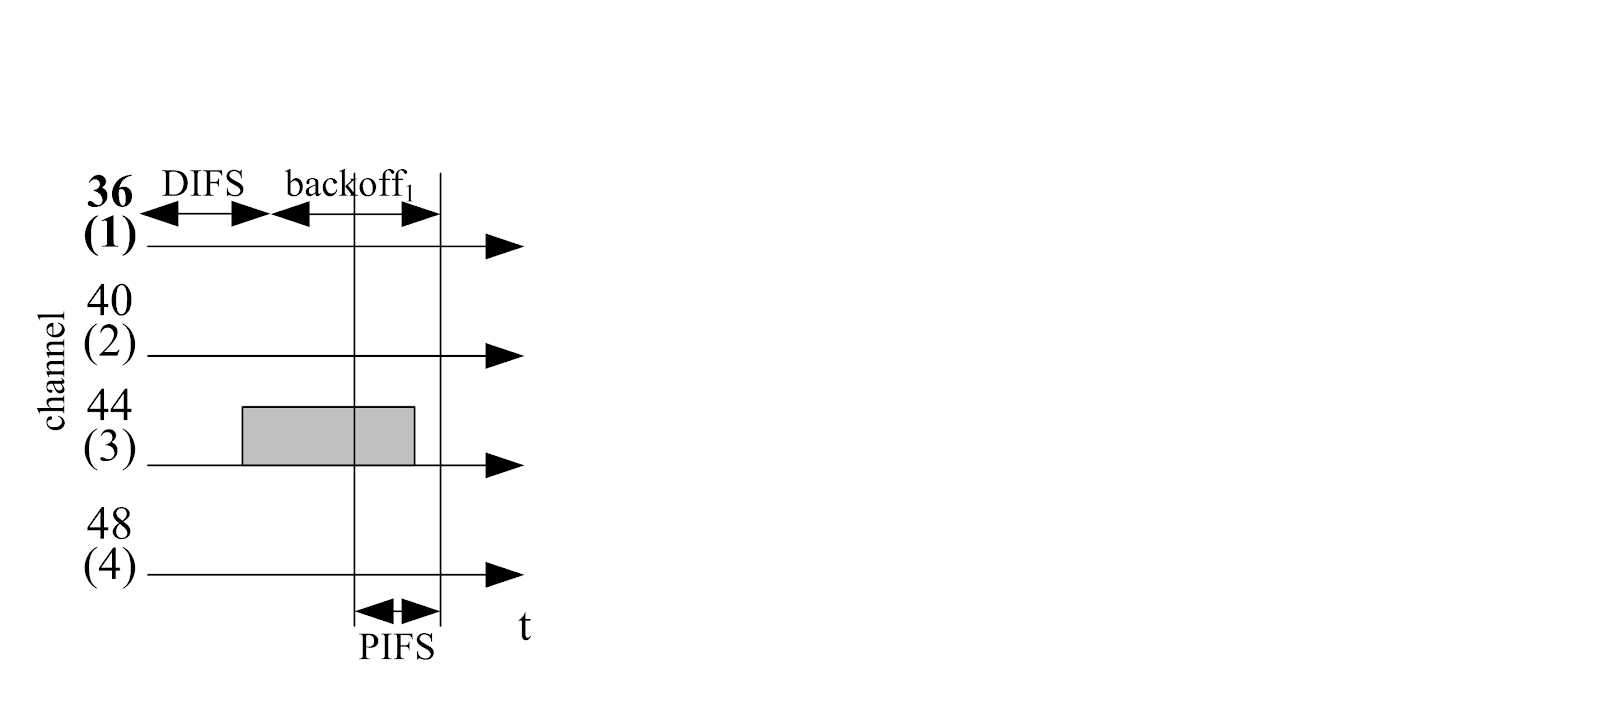 36 DIFS backoff₁
(1)
40
(2)
channel
44
(3)
48
(4)
t
PIFS